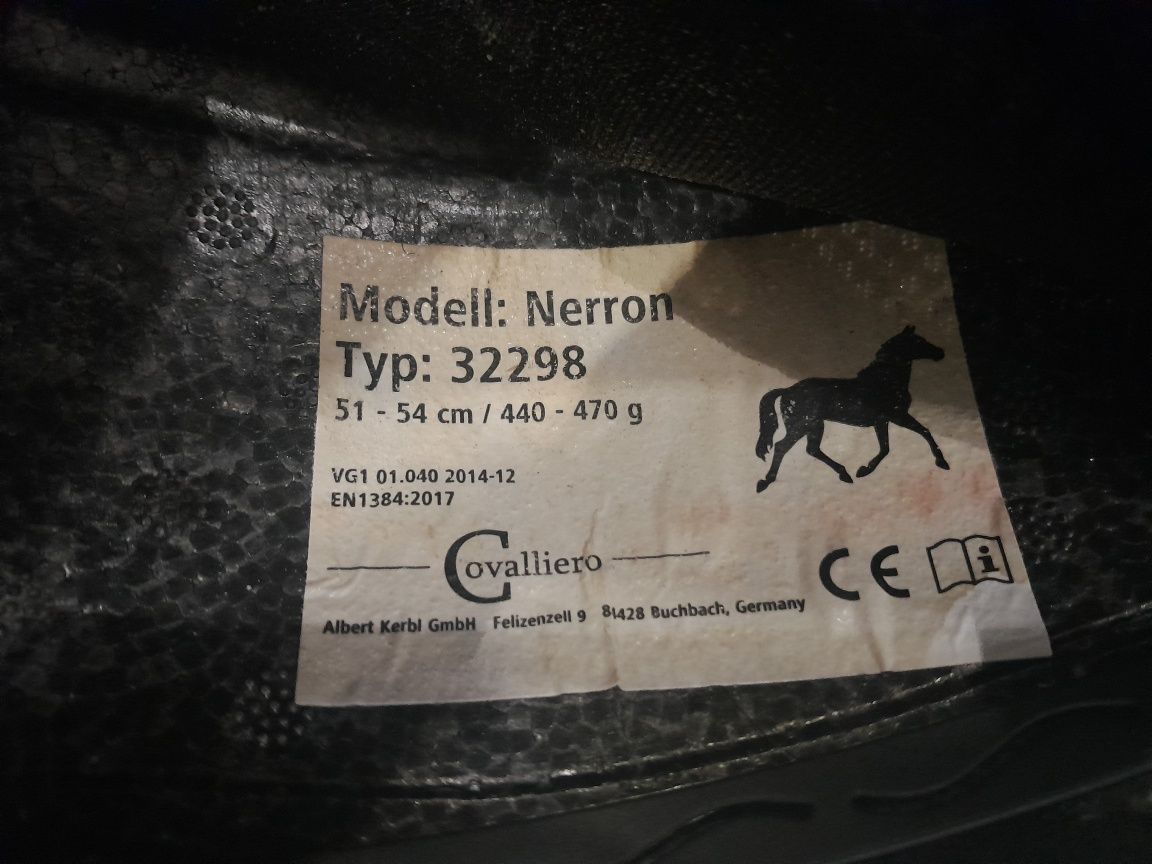 Modell: Nerron
Typ: 32298
51 - 54 cm / 440 - 470 g
VG1 01.040 2014-12
EN1384:2017
Covalliero
CE
Albert Kerbl GmbH Felizenzell 9 84428 Buchbach, Germany